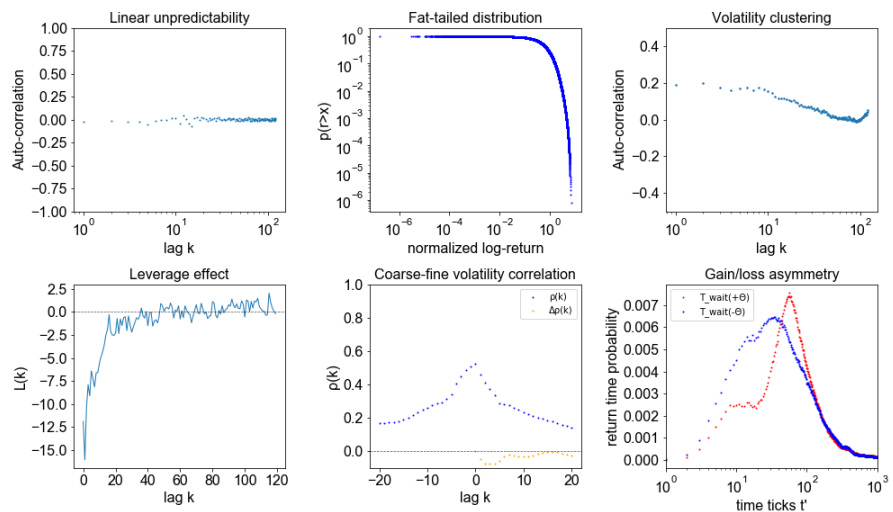 Linear unpredictability
1.00
0.75
0.50
0.25
0.00
−0.25
−0.50
−0.75
−1.00
Auto-correlation
10^0
10^1
10^2
lag k
Fat-tailed distribution
10^0
10^-1
10^-2
10^-3
10^-4
10^-5
10^-6
p(r>x)
10^-6
10^-4
10^-2
10^0
normalized log-return
Volatility clustering
0.4
0.2
0.0
−0.2
−0.4
Auto-correlation
10^0
10^1
10^2
lag k
Leverage effect
2.5
0.0
−2.5
−5.0
−7.5
−10.0
−12.5
−15.0
L(k)
0 20 40 60 80 100 120
lag k
Coarse-fine volatility correlation
1.0
0.8
0.6
0.4
0.2
0.0
ρ(k)
ρ(k)
Δρ(k)
−20 −10 0 10 20
lag k
Gain/loss asymmetry
0.007
0.006
0.005
0.004
0.003
0.002
0.001
0.000
return time probability
T_wait(+Θ)
T_wait(-Θ)
10^0
10^1
10^2
10^3
time ticks t'